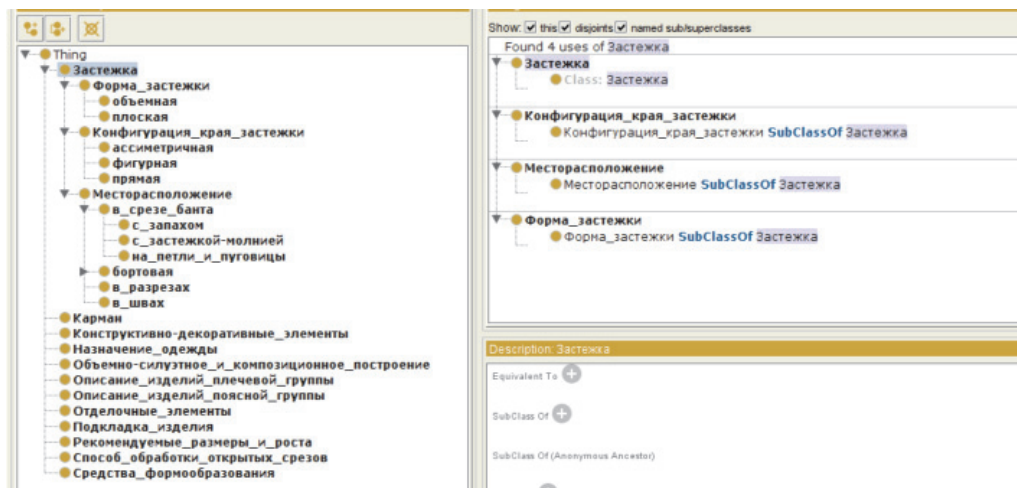 Thing
Застежка
Форма_застежки
объемная
плоская
Конфигурация_края_застежки
ассиметричная
фигурная
прямая
Месторасположение
в_срезе_банта
с_запахом
с_застежкой-молнией
на_петли_и_пуговицы
бортовая
в_разрезах
в_швах
Карман
Конструктивно-декоративные_элементы
Назначение_одежды
Объемно-силуэтное_и_композиционное_построение
Описание_изделий_плечевой_группы
Описание_изделий_поясной_группы
Отделочные_элементы
Подкладка_изделия
Рекомендуемые_размеры_и_роста
Способ_обработки_открытых_срезов
Средства_формообразования
Show: this disjoints named sub/superclasses
Found 4 uses of Застежка
Застежка
Class: Застежка
Конфигурация_края_застежки
Конфигурация_края_застежки SubClassOf Застежка
Месторасположение
Месторасположение SubClassOf Застежка
Форма_застежки
Форма_застежки SubClassOf Застежка
Description: Застежка
Equivalent To
SubClass Of
SubClass Of (Anonymous Ancestor)